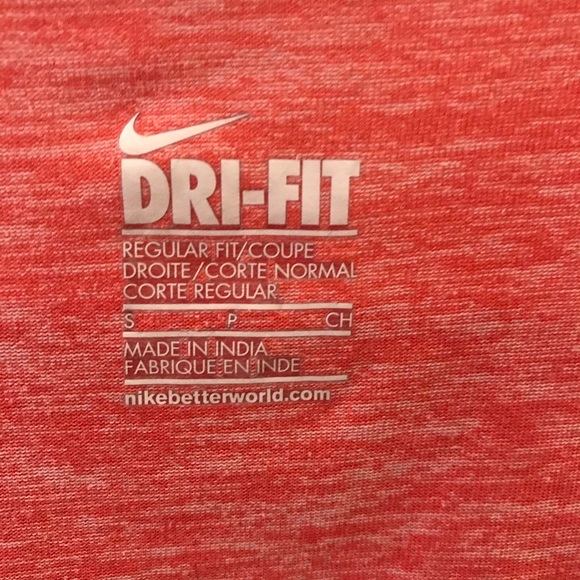 DRI-FIT
REGULAR FIT/COUPE
DROITE/CORTE NORMAL
CORTE REGULAR
S P CH
MADE IN INDIA
FABRIQUE EN INDE
nikebetterworld.com